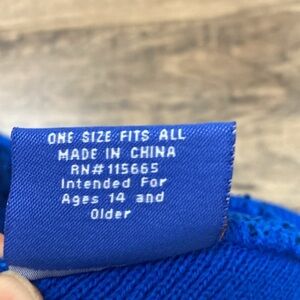 ONE SIZE FITS ALL
MADE IN CHINA
RN#115665
Intended For
Ages 14 and
Older